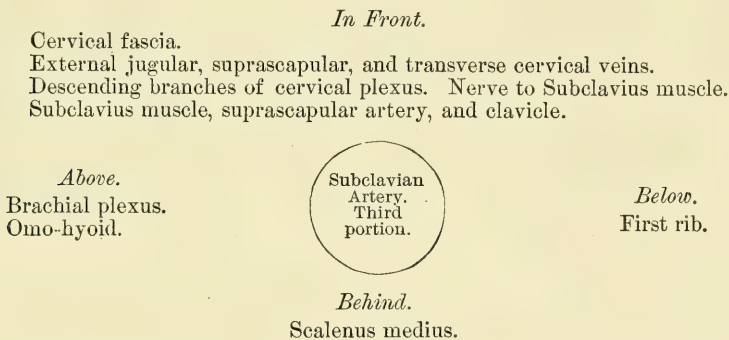 In Front.
Cervical fascia.
External jugular, suprascapular, and transverse cervical veins.
Descending branches of cervical plexus. Nerve to Subclavius muscle.
Subclavius muscle, suprascapular artery, and clavicle.
Above.
Brachial plexus.
Omo-hyoid.
Subclavian
Artery.
Third
portion.
Below.
First rib.
Behind.
Scalenus medius.